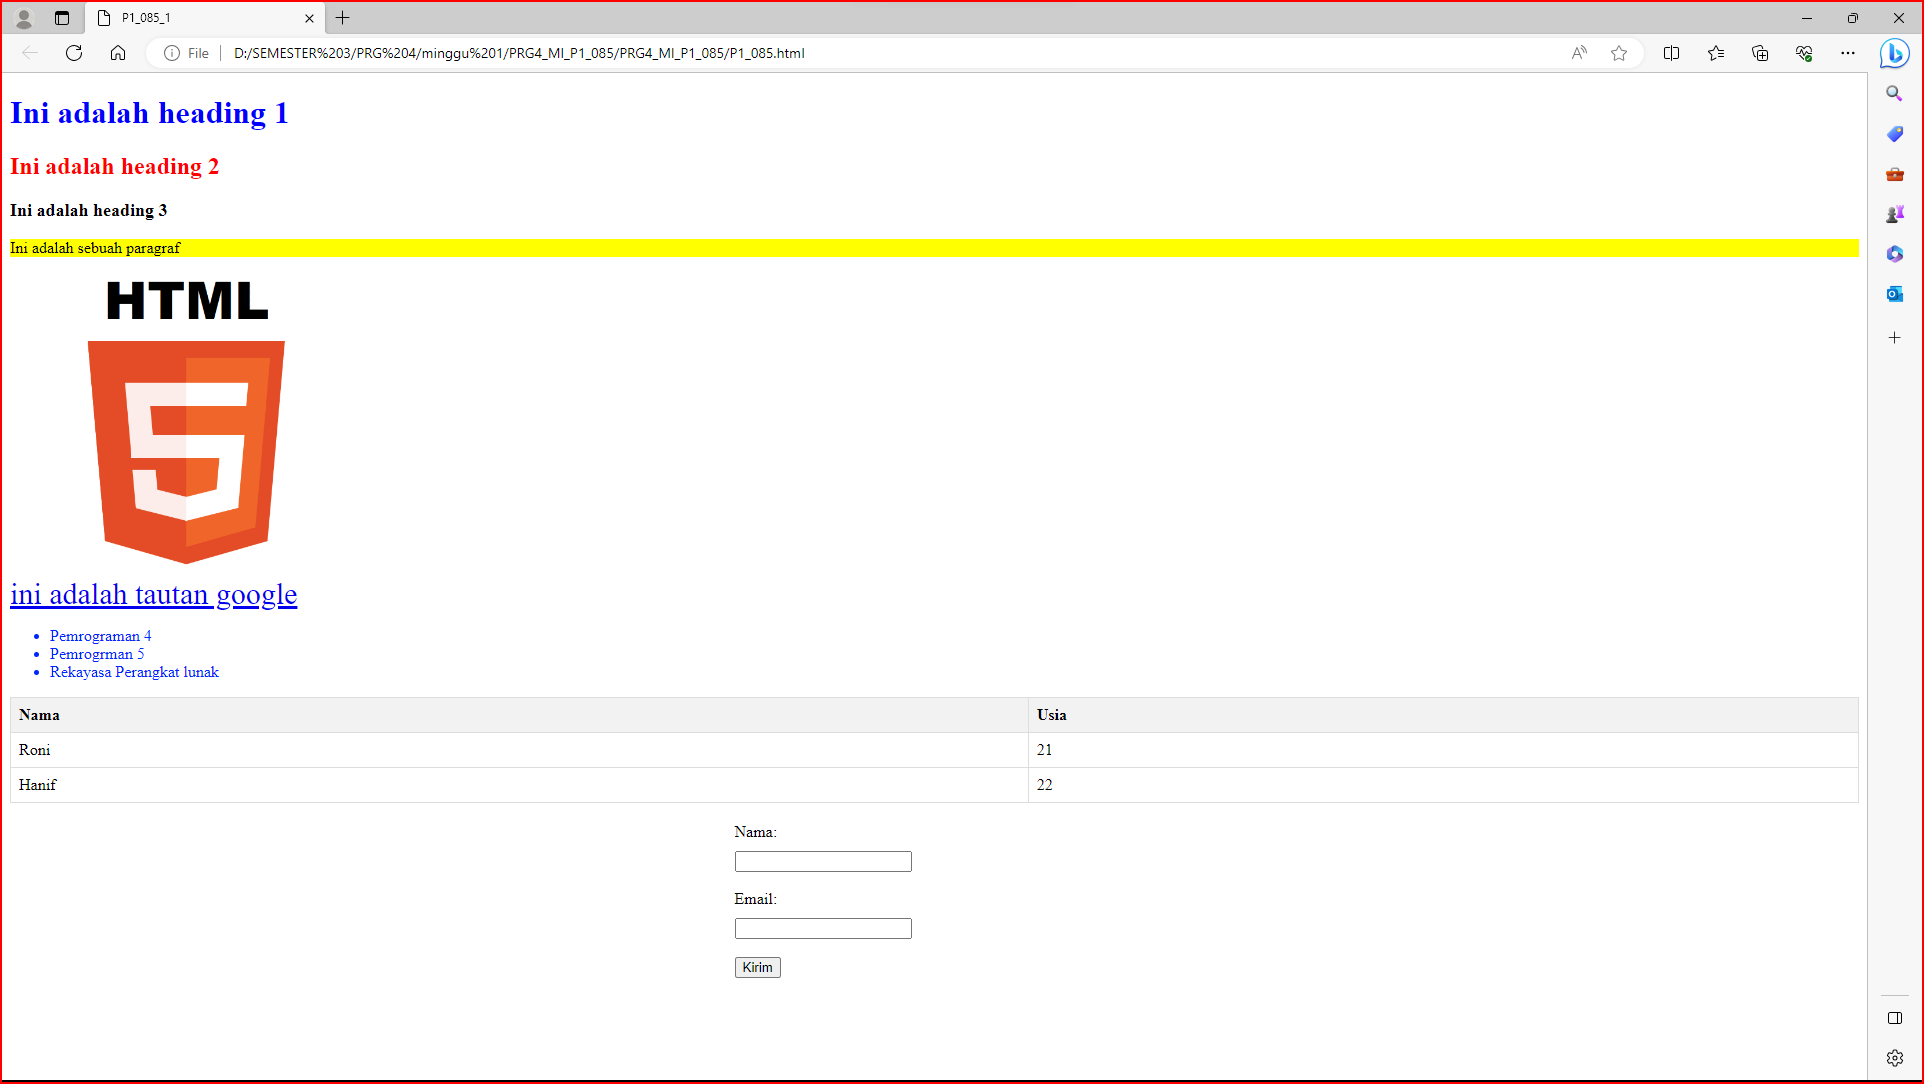 P1_085_1
File
D:/SEMESTER%203/PRG%204/minggu%201/PRG4_MI_P1_085/PRG4_MI_P1_085/P1_085.html
Ini adalah heading 1
Ini adalah heading 2
Ini adalah heading 3
Ini adalah sebuah paragraf
HTML
5
ini adalah tautan google
• Pemrograman 4
• Pemrogrman 5
• Rekayasa Perangkat lunak
Nama Usia
Roni 21
Hanif 22
Nama:
Email:
Kirim